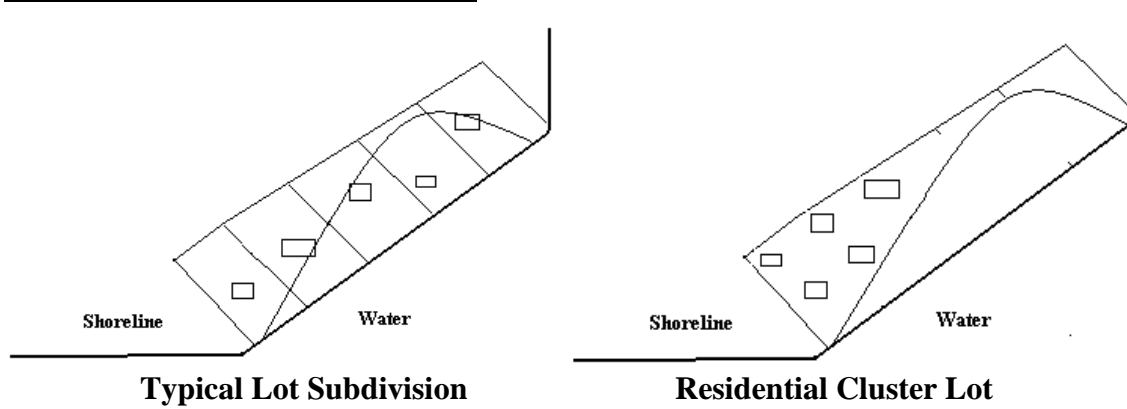 Shoreline
Water
Shoreline
Water
Typical Lot Subdivision
Residential Cluster Lot